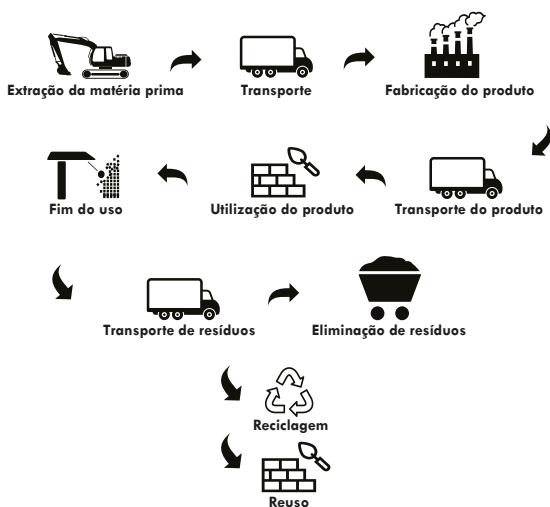 Extração da matéria prima
Transporte
Fabricação do produto
Fim do uso
Utilização do produto
Transporte do produto
Transporte de resíduos
Eliminação de resíduos
Reciclagem
Reuso